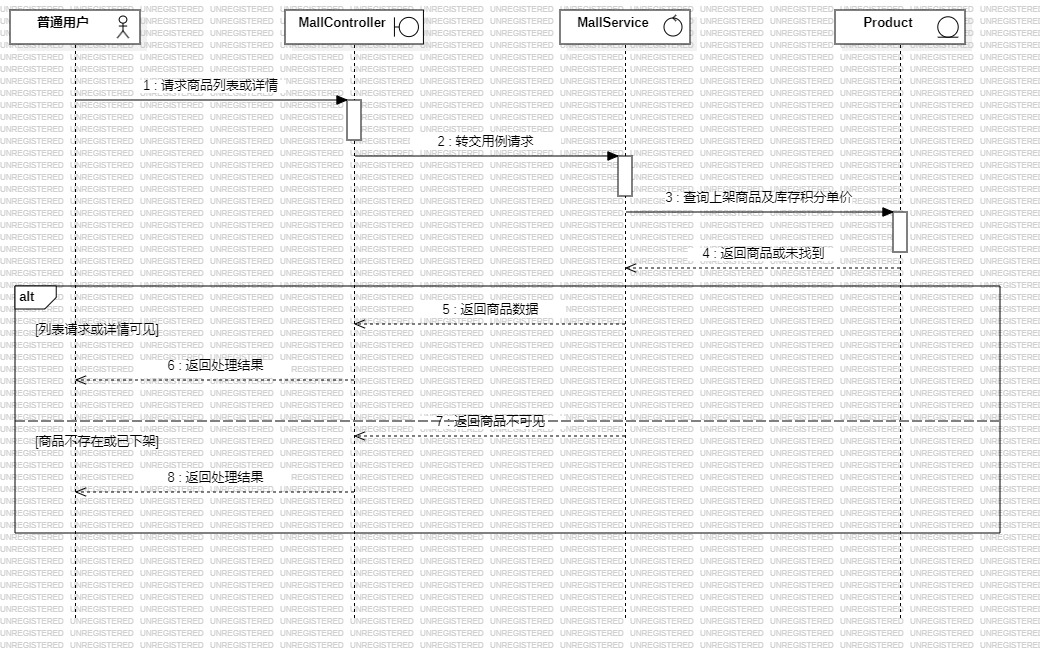 普通用户
MallController
MallService
Product
1 : 请求商品列表或详情
2 : 转交用例请求
3 : 查询上架商品及库存积分单价
4 : 返回商品或未找到
alt
5 : 返回商品数据
[列表请求或详情可见]
6 : 返回处理结果
7 : 返回商品不可见
[商品不存在或已下架]
8 : 返回处理结果
UNREGISTERED